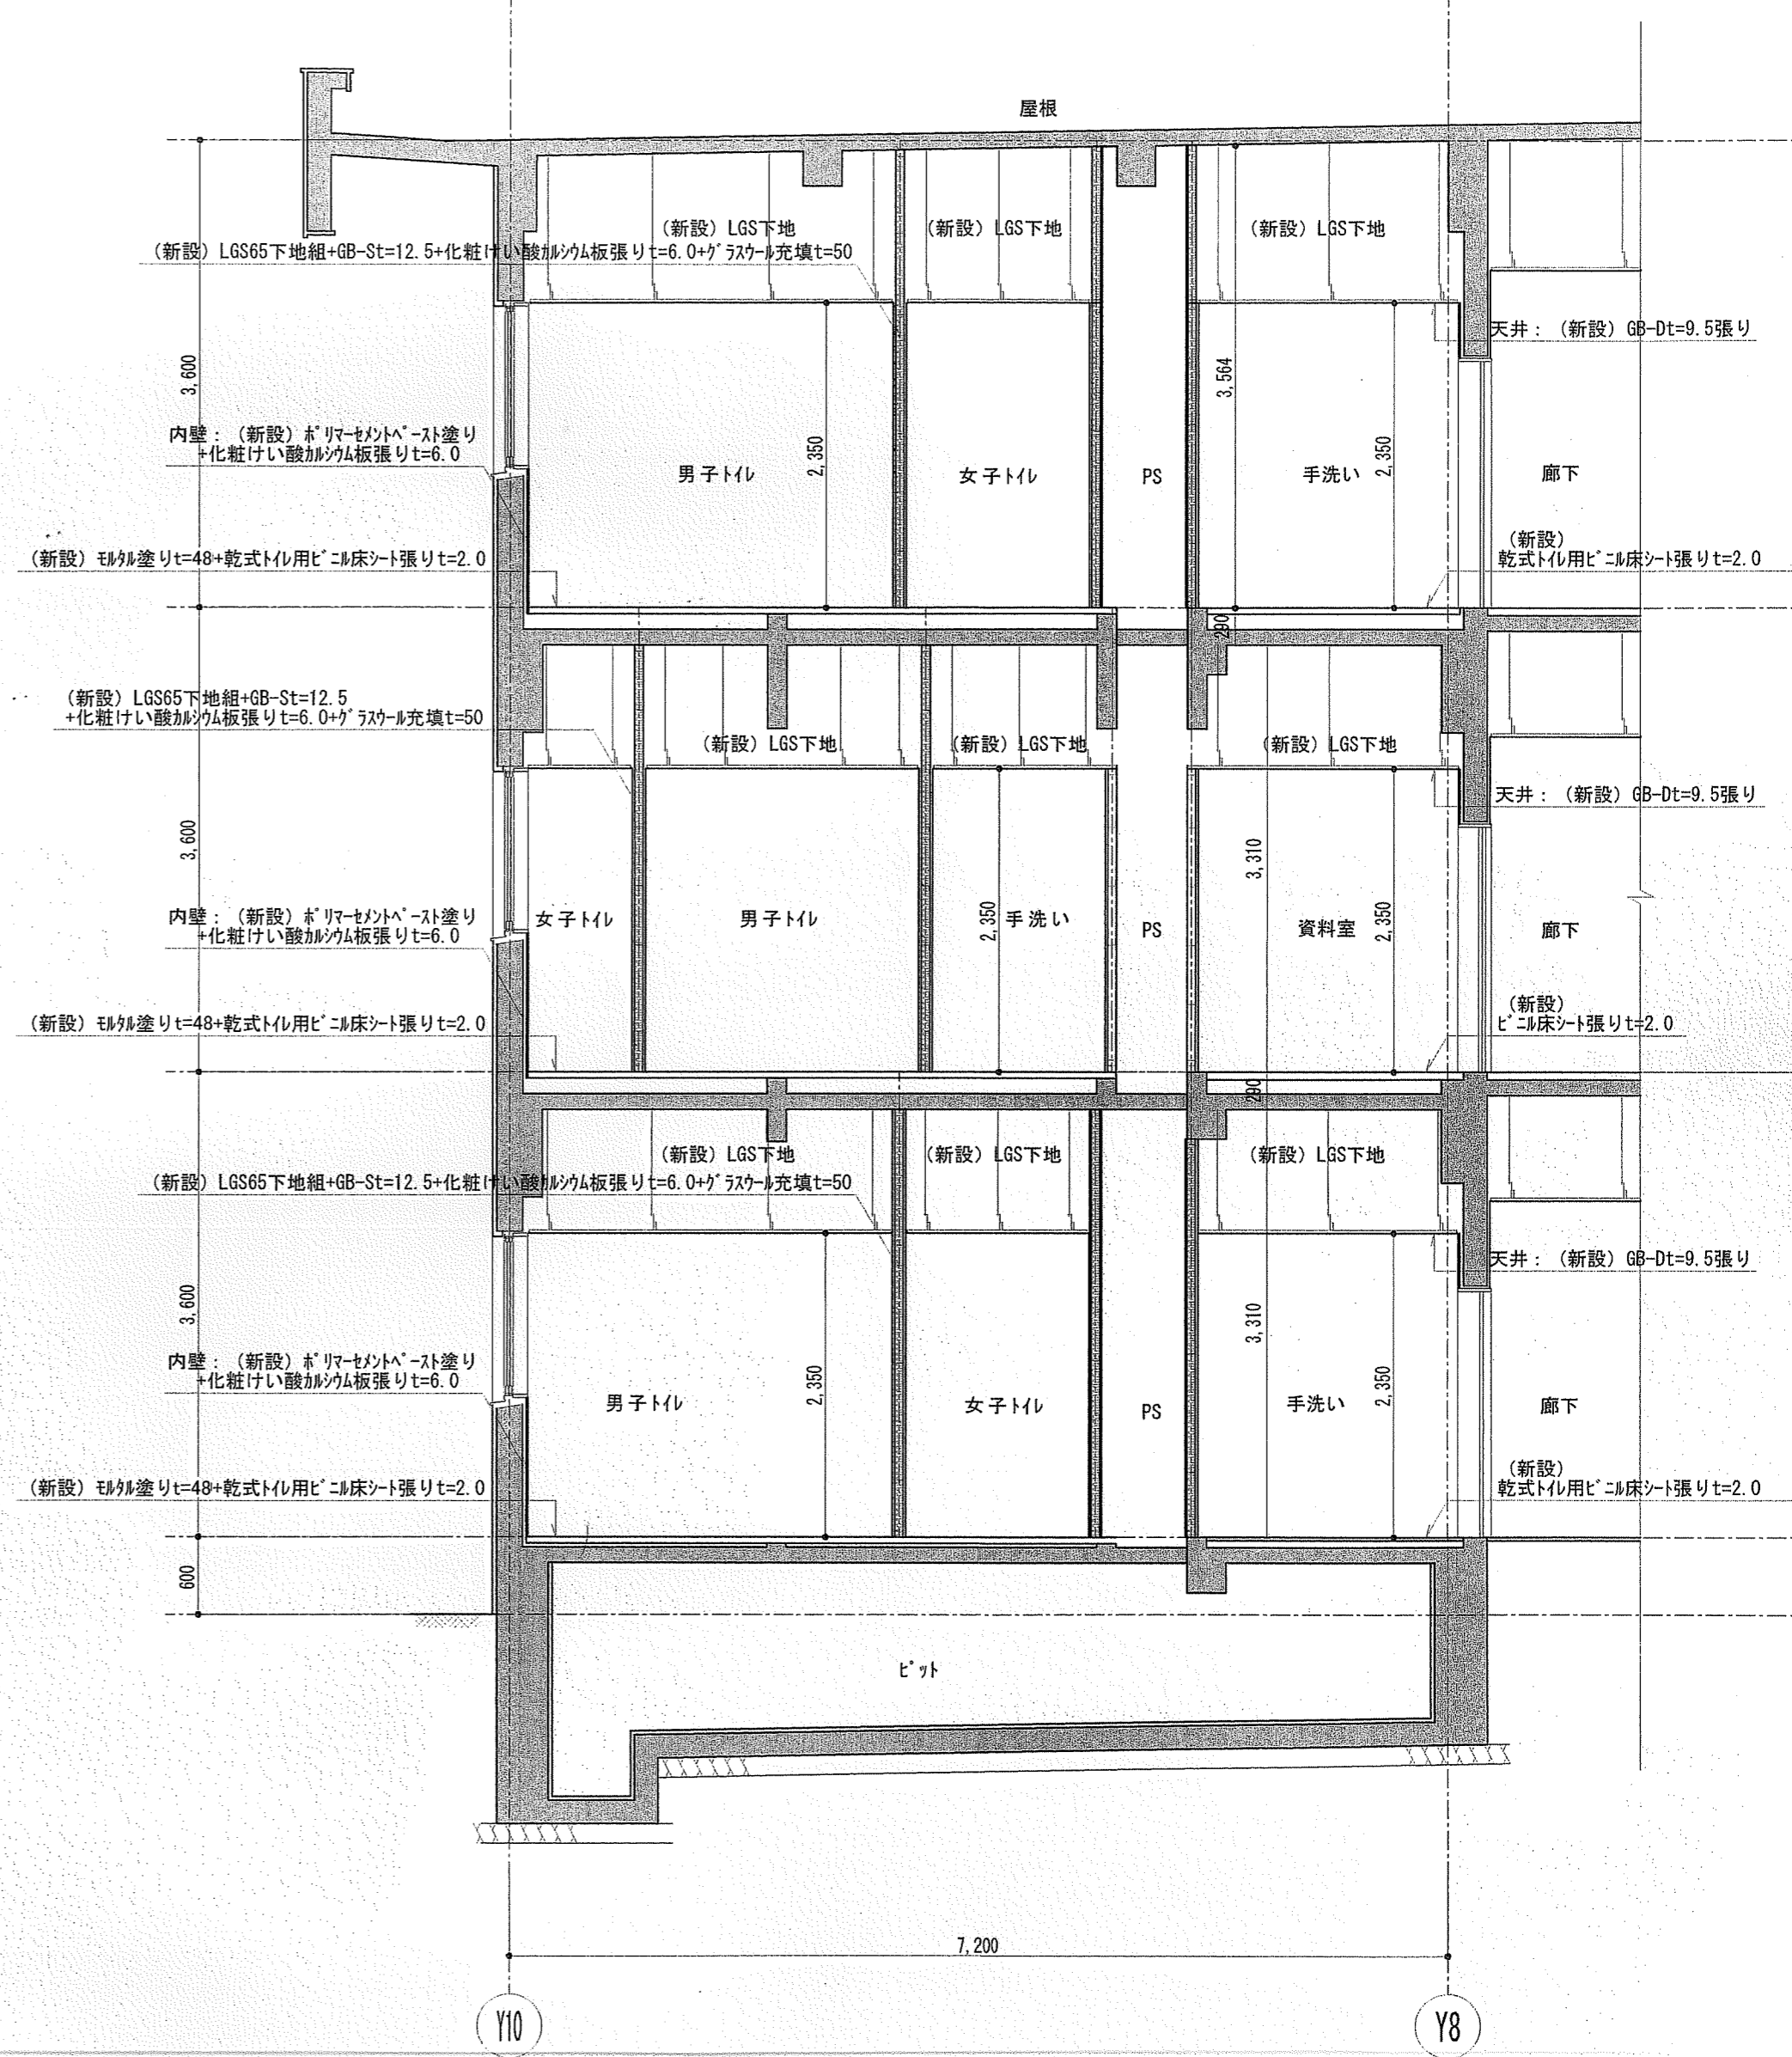 屋根
(新設) LGS下地
(新設) LGS下地
(新設) LGS下地
(新設) LGS65下地組+GB-St=12.5+化粧けい酸ｶﾙｼｳﾑ板張りt=6.0+ｸﾞﾗｽｳｰﾙ充填t=50
天井: (新設) GB-Dt=9.5張り
3,600
3,564
内壁: (新設) ﾎﾟﾘﾏｰｾﾒﾝﾄﾍﾟｰｽﾄ塗り
+化粧けい酸ｶﾙｼｳﾑ板張りt=6.0
2,350
2,350
男子ﾄｲﾚ
女子ﾄｲﾚ
PS
手洗い
廊下
(新設) ﾓﾙﾀﾙ塗りt=48+乾式ﾄｲﾚ用ﾋﾞﾆﾙ床ｼｰﾄ張りt=2.0
(新設)
乾式ﾄｲﾚ用ﾋﾞﾆﾙ床ｼｰﾄ張りt=2.0
290
(新設) LGS65下地組+GB-St=12.5
+化粧けい酸ｶﾙｼｳﾑ板張りt=6.0+ｸﾞﾗｽｳｰﾙ充填t=50
(新設) LGS下地
(新設) LGS下地
(新設) LGS下地
天井: (新設) GB-Dt=9.5張り
3,600
3,310
内壁: (新設) ﾎﾟﾘﾏｰｾﾒﾝﾄﾍﾟｰｽﾄ塗り
+化粧けい酸ｶﾙｼｳﾑ板張りt=6.0
女子ﾄｲﾚ
男子ﾄｲﾚ
2,350
手洗い
PS
資料室
2,350
廊下
(新設) ﾓﾙﾀﾙ塗りt=48+乾式ﾄｲﾚ用ﾋﾞﾆﾙ床ｼｰﾄ張りt=2.0
(新設)
ﾋﾞﾆﾙ床ｼｰﾄ張りt=2.0
290
(新設) LGS下地
(新設) LGS下地
(新設) LGS下地
(新設) LGS65下地組+GB-St=12.5+化粧けい酸ｶﾙｼｳﾑ板張りt=6.0+ｸﾞﾗｽｳｰﾙ充填t=50
天井: (新設) GB-Dt=9.5張り
3,600
3,310
内壁: (新設) ﾎﾟﾘﾏｰｾﾒﾝﾄﾍﾟｰｽﾄ塗り
+化粧けい酸ｶﾙｼｳﾑ板張りt=6.0
男子ﾄｲﾚ
2,350
女子ﾄｲﾚ
PS
手洗い
2,350
廊下
(新設) ﾓﾙﾀﾙ塗りt=48+乾式ﾄｲﾚ用ﾋﾞﾆﾙ床ｼｰﾄ張りt=2.0
(新設)
乾式ﾄｲﾚ用ﾋﾞﾆﾙ床ｼｰﾄ張りt=2.0
600
ﾋﾟｯﾄ
7,200
Y10
Y8